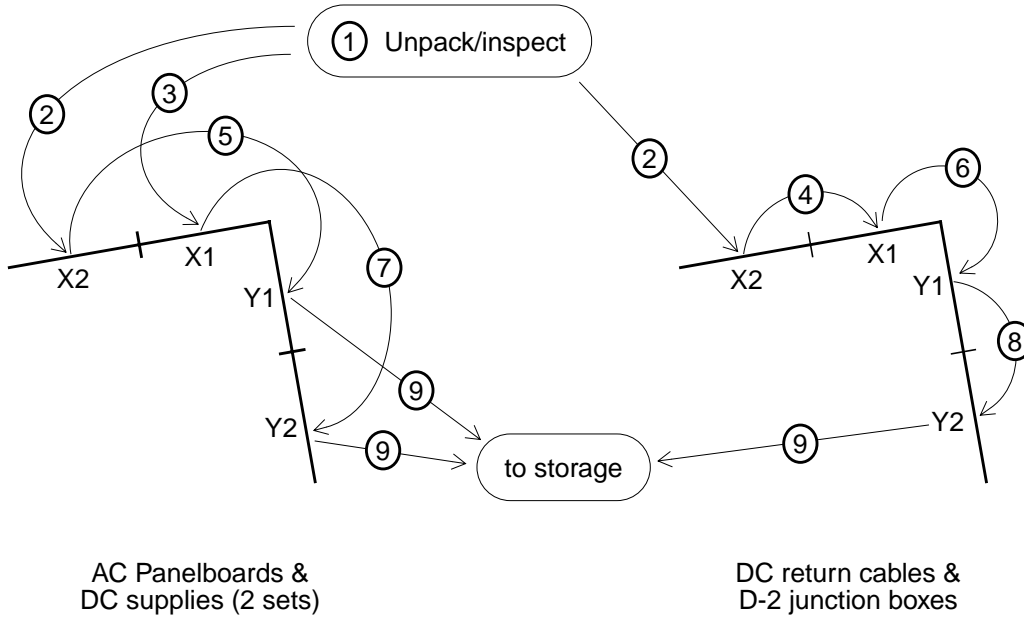 1 Unpack/inspect
2
3
5
2
4
6
X2
X1
7
Y1
Y2
9
9
X2
X1
Y1
8
Y2
9
to storage
AC Panelboards &
DC supplies (2 sets)
DC return cables &
D-2 junction boxes